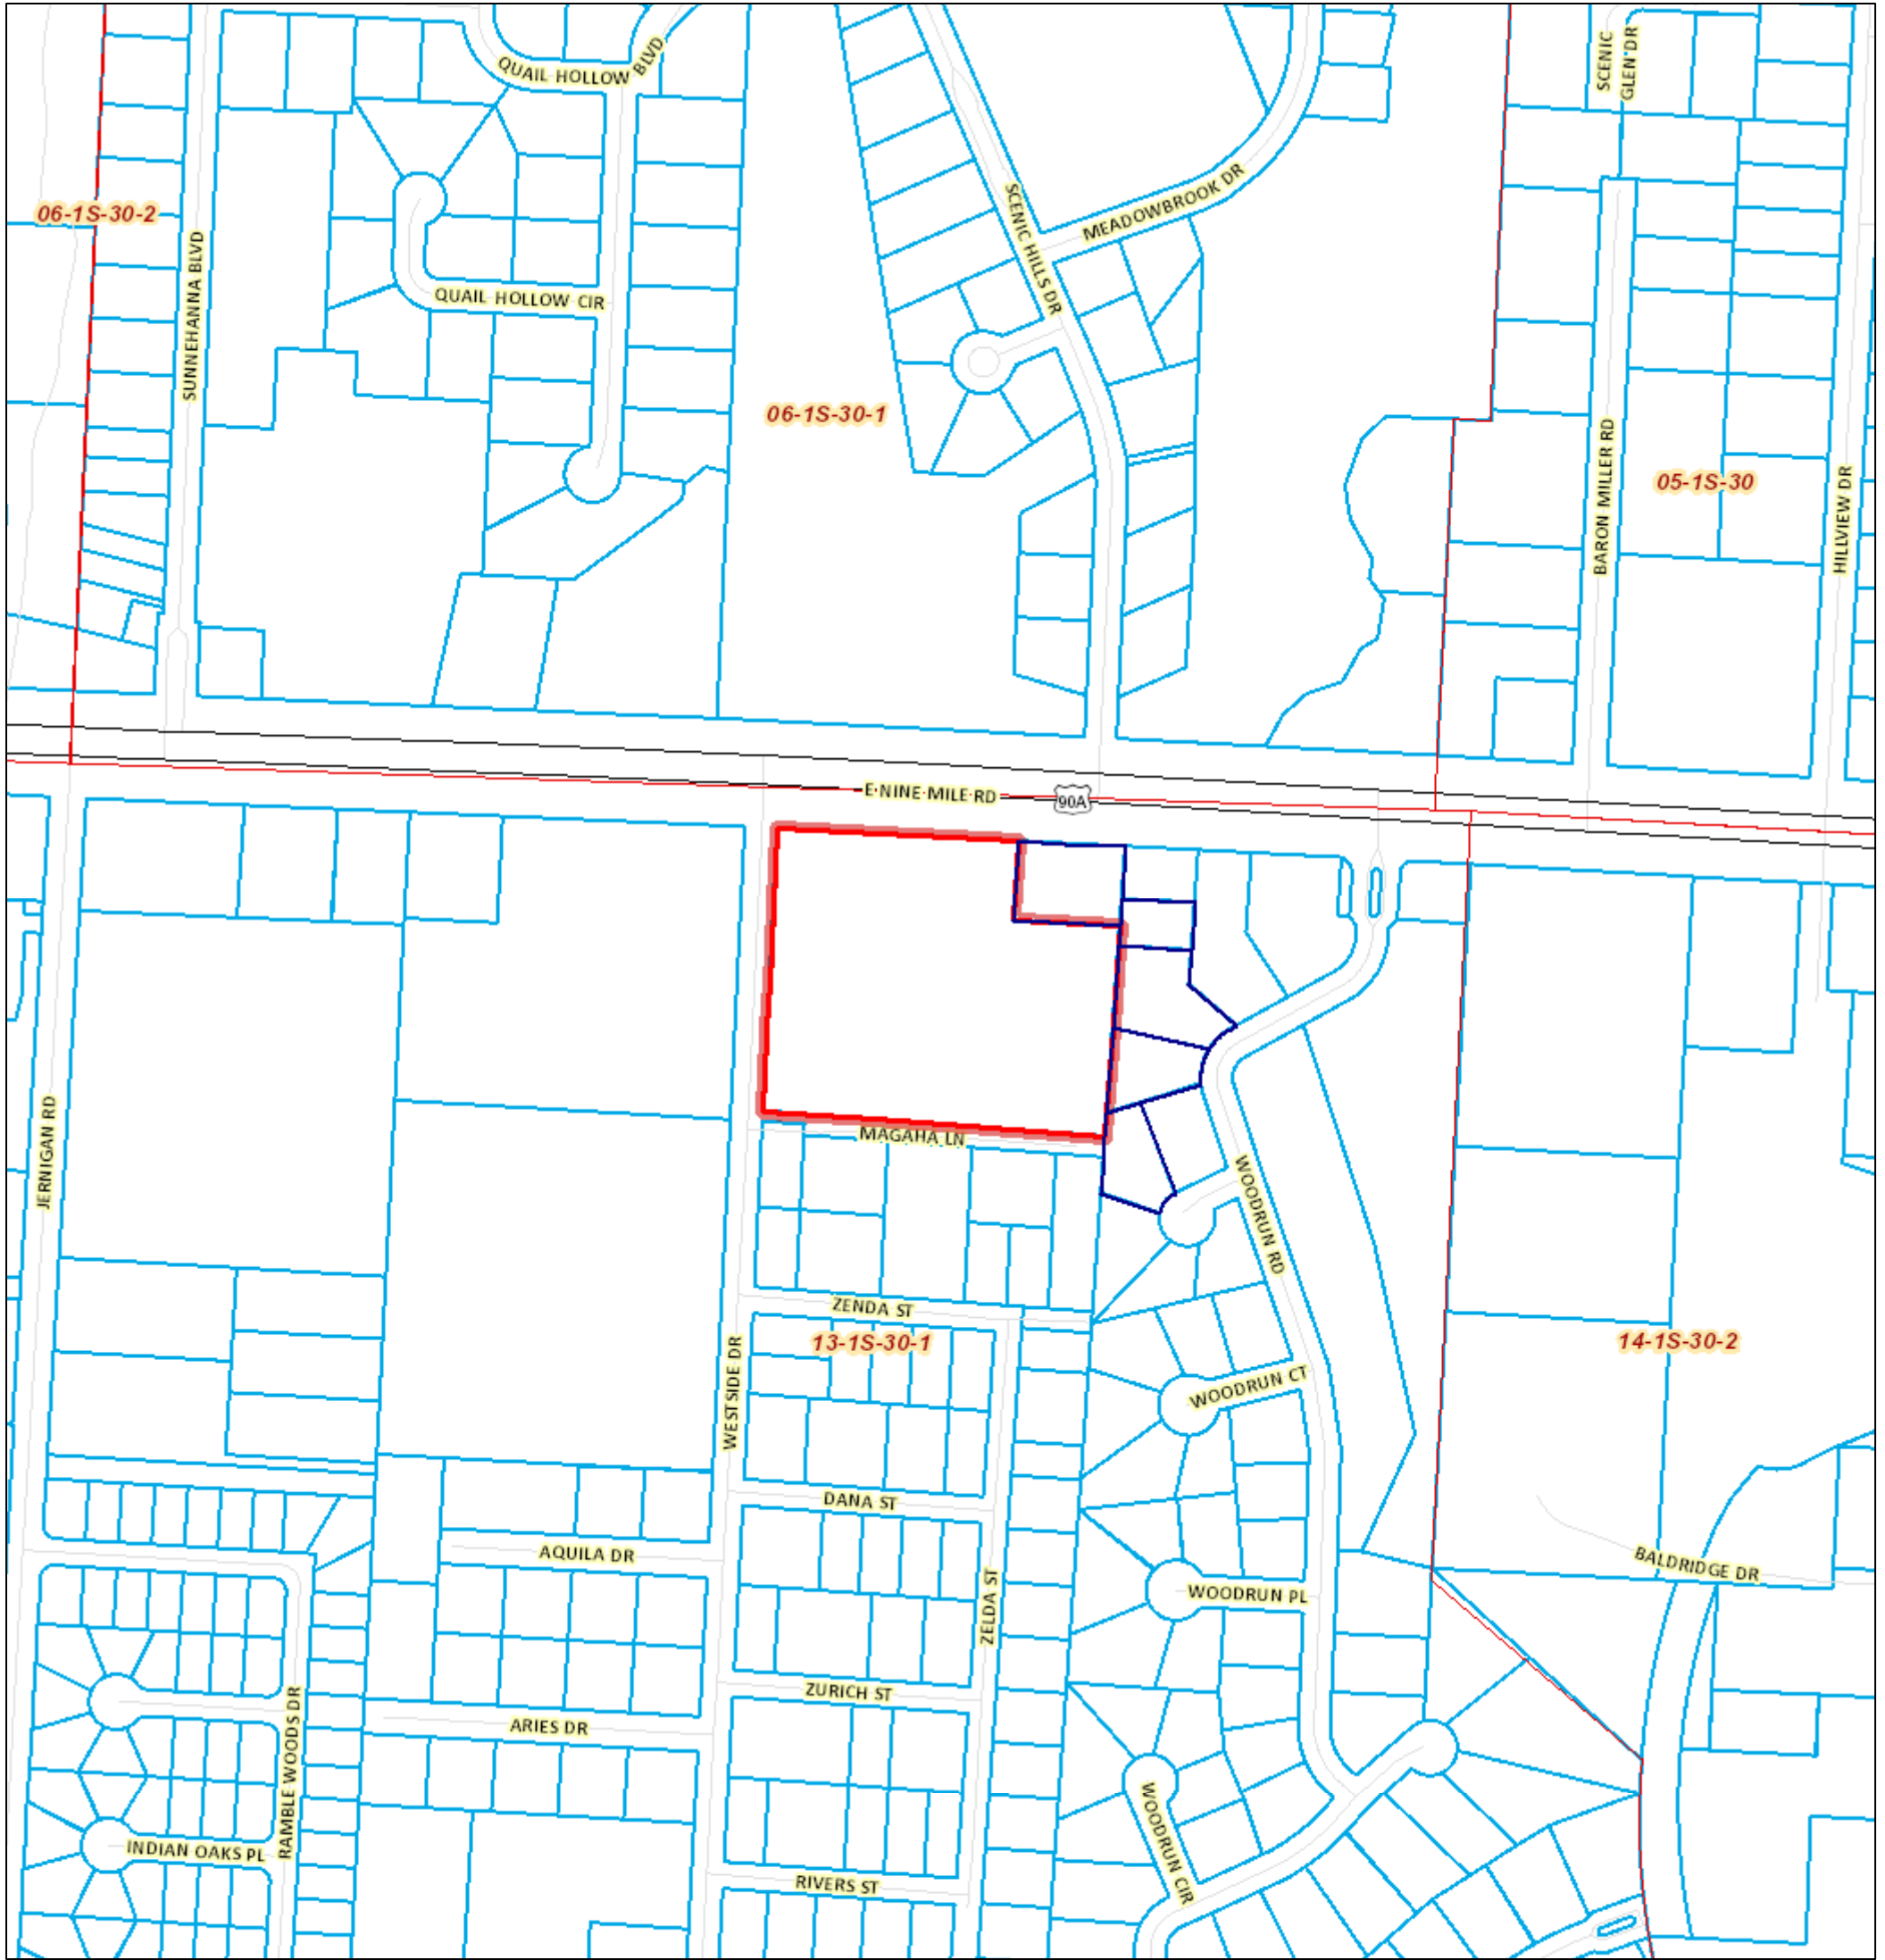 QUAIL HOLLOW BLVD
SCENIC
GLEN DR
06-1S-30-2
SUNNEHANNA BLVD
SCENIC HILLS DR
MEADOWBROOK DR
QUAIL HOLLOW CIR
06-1S-30-1
BARON MILLER RD
05-1S-30
HILLVIEW DR
E NINE MILE RD
90A
JERNIGAN RD
MAGAHA LN
WOODRUN RD
ZENDA ST
13-1S-30-1
14-1S-30-2
WESTSIDE DR
WOODRUN CT
DANA ST
AQUILA DR
BALDRIDGE DR
ZELDA ST
WOODRUN PL
ZURICH ST
ARIES DR
RAMBLE WOODS DR
WOODRUN CIR
INDIAN OAKS PL
RIVERS ST